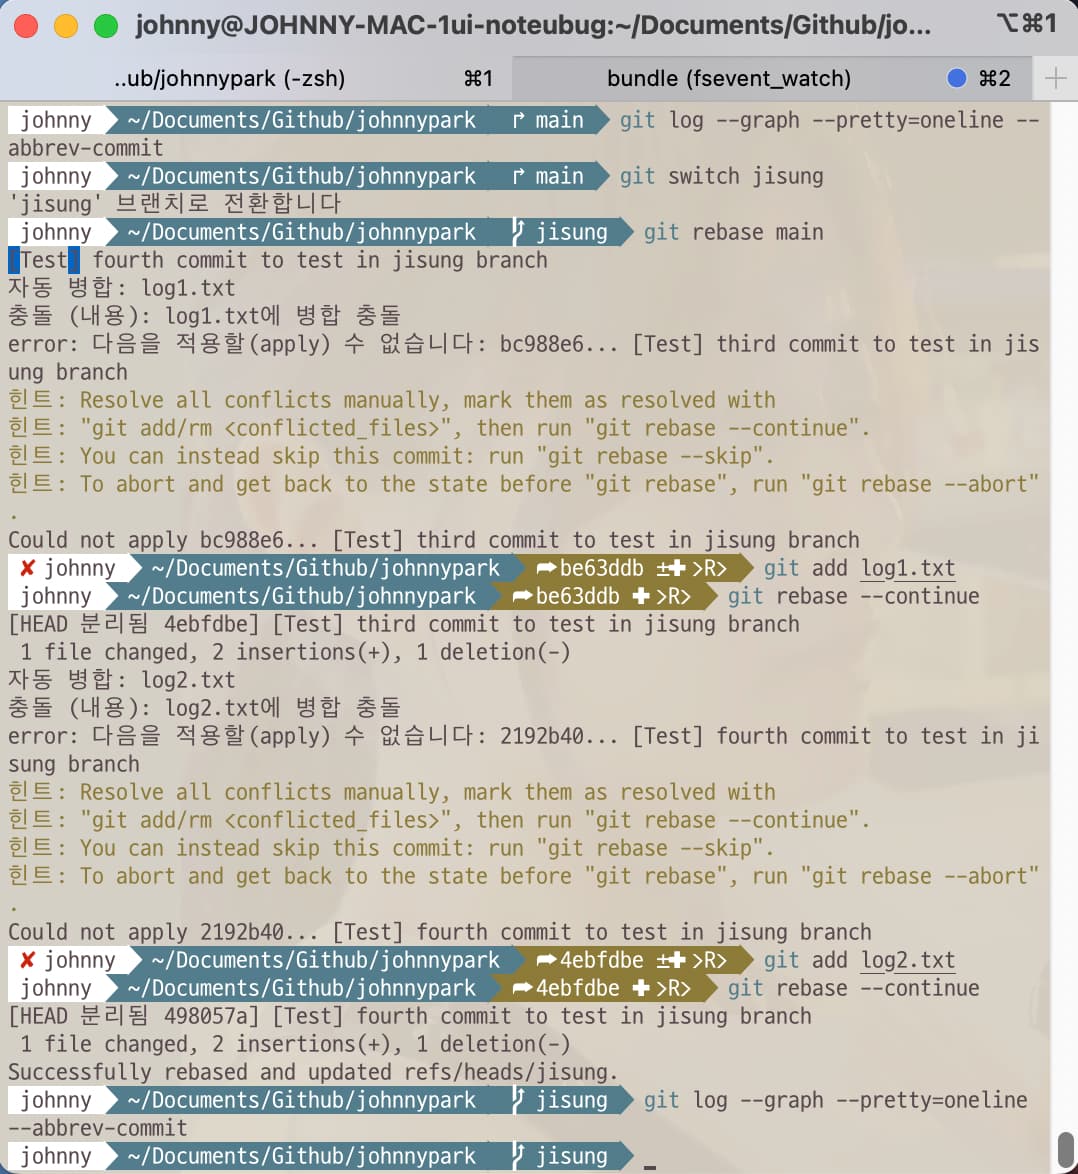 johnny@JOHNNY-MAC-1ui-noteubug:~/Documents/Github/jo... ⌥⌘1
..ub/johnnypark (-zsh) ⌘1 bundle (fsevent_watch) ⌘2
johnny ~/Documents/Github/johnnypark main git log --graph --pretty=oneline --
abbrev-commit
johnny ~/Documents/Github/johnnypark main git switch jisung
'jisung' 브랜치로 전환합니다
johnny ~/Documents/Github/johnnypark jisung git rebase main
[Test] fourth commit to test in jisung branch
자동 병합: log1.txt
충돌 (내용): log1.txt에 병합 충돌
error: 다음을 적용할(apply) 수 없습니다: bc988e6... [Test] third commit to test in jis
ung branch
힌트: Resolve all conflicts manually, mark them as resolved with
힌트: "git add/rm <conflicted_files>", then run "git rebase --continue".
힌트: You can instead skip this commit: run "git rebase --skip".
힌트: To abort and get back to the state before "git rebase", run "git rebase --abort"
.
Could not apply bc988e6... [Test] third commit to test in jisung branch
✘ johnny ~/Documents/Github/johnnypark ➦be63ddb ±✚ >R> git add log1.txt
johnny ~/Documents/Github/johnnypark ➦be63ddb ✚ >R> git rebase --continue
[HEAD 분리됨 4ebfdbe] [Test] third commit to test in jisung branch
1 file changed, 2 insertions(+), 1 deletion(-)
자동 병합: log2.txt
충돌 (내용): log2.txt에 병합 충돌
error: 다음을 적용할(apply) 수 없습니다: 2192b40... [Test] fourth commit to test in ji
sung branch
힌트: Resolve all conflicts manually, mark them as resolved with
힌트: "git add/rm <conflicted_files>", then run "git rebase --continue".
힌트: You can instead skip this commit: run "git rebase --skip".
힌트: To abort and get back to the state before "git rebase", run "git rebase --abort"
.
Could not apply 2192b40... [Test] fourth commit to test in jisung branch
✘ johnny ~/Documents/Github/johnnypark ➦4ebfdbe ±✚ >R> git add log2.txt
johnny ~/Documents/Github/johnnypark ➦4ebfdbe ✚ >R> git rebase --continue
[HEAD 분리됨 498057a] [Test] fourth commit to test in jisung branch
1 file changed, 2 insertions(+), 1 deletion(-)
Successfully rebased and updated refs/heads/jisung.
johnny ~/Documents/Github/johnnypark jisung git log --graph --pretty=oneline
--abbrev-commit
johnny ~/Documents/Github/johnnypark jisung